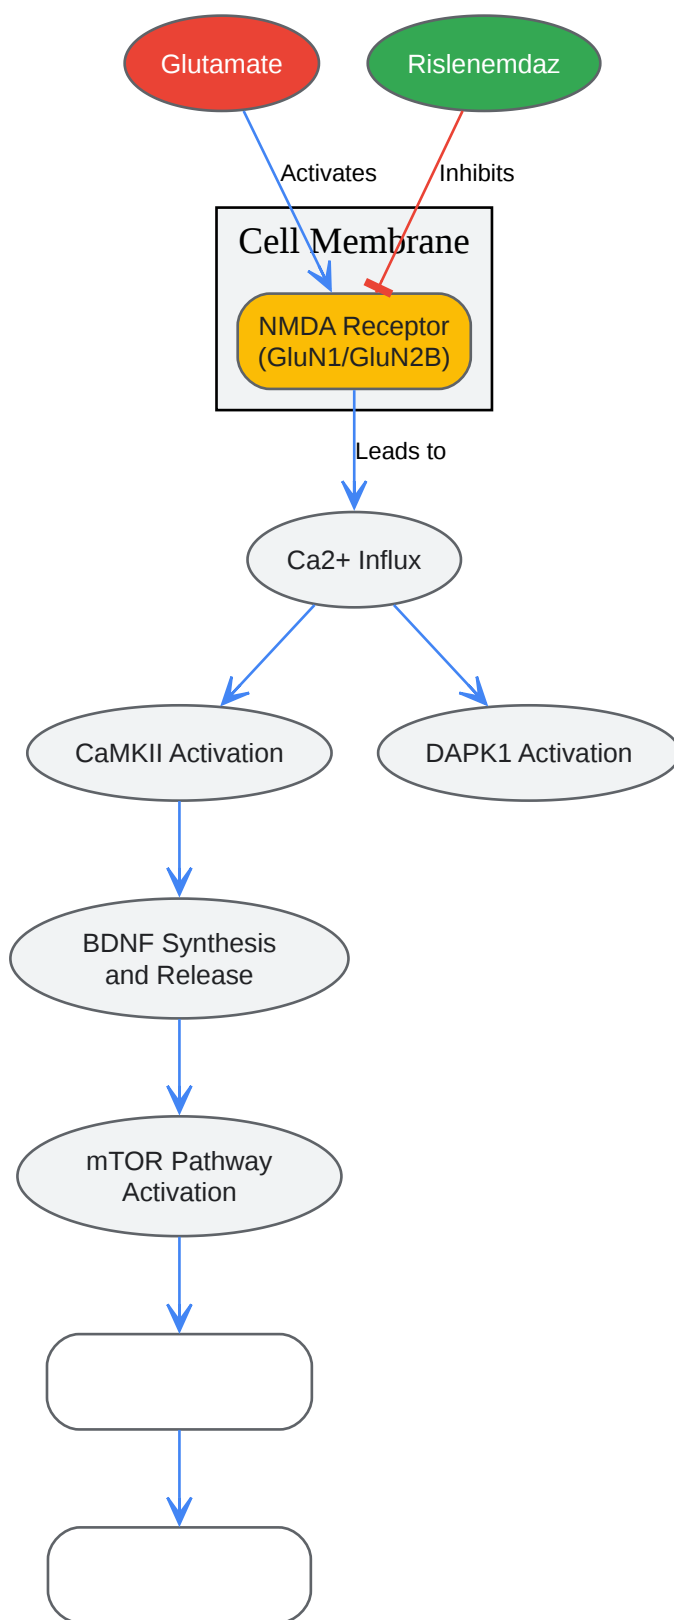 Glutamate
Rislenemdaz
Activates
Inhibits
Cell Membrane
NMDA Receptor
(GluN1/GluN2B)
Leads to
Ca2+ Influx
CaMKII Activation
DAPK1 Activation
BDNF Synthesis
and Release
mTOR Pathway
Activation